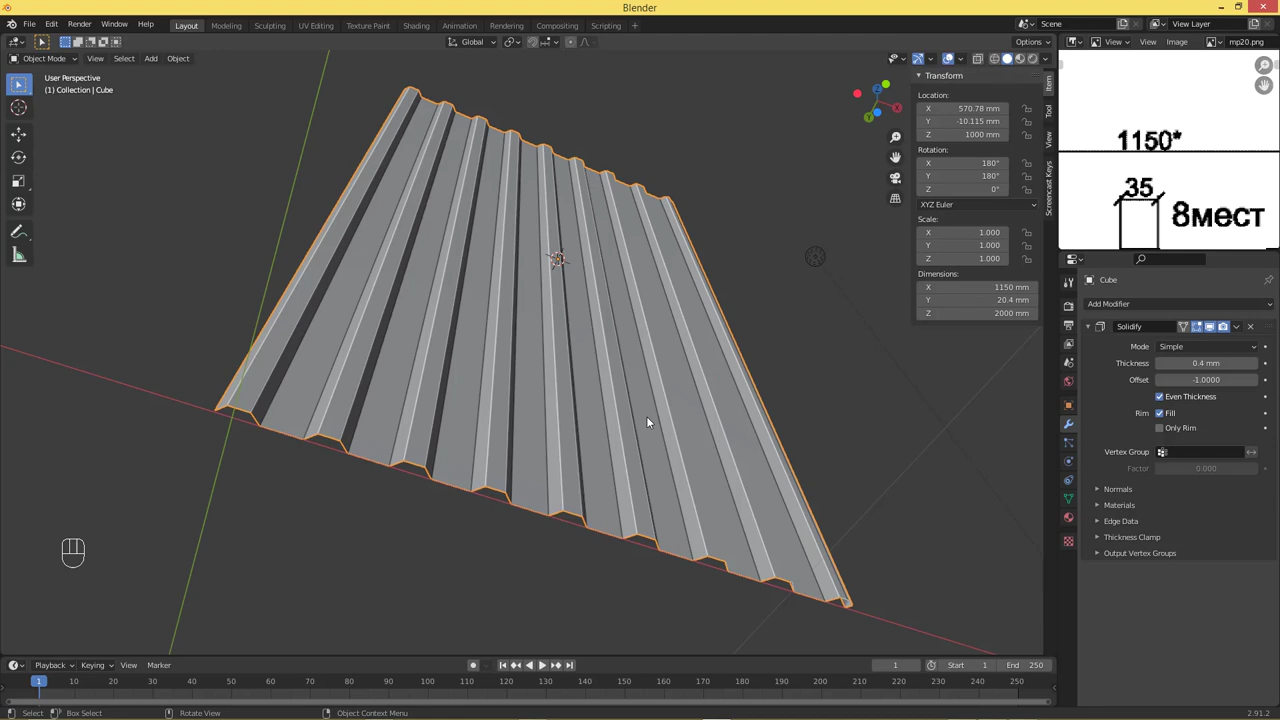 Blender
File Edit Render Window Help Layout Modeling Sculpting UV Editing Texture Paint Shading Animation Rendering Compositing Scripting + Scene View Layer
Global Options View View Image mp20.png
Object Mode View Select Add Object
User Perspective
(1) Collection | Cube
Transform
Location:
X 570.78 mm
Y -10.115 mm
Z 1000 mm
Rotation:
X 180°
Y 180°
Z 0°
XYZ Euler
Scale:
X 1.000
Y 1.000
Z 1.000
Dimensions:
X 1150 mm
Y 20.4 mm
Z 2000 mm
Item
Tool
View
Screencast Keys
X
Y
Z
1150*
35
8мест
Cube
Add Modifier
Solidify
Mode Simple
Thickness 0.4 mm
Offset -1.0000
Even Thickness
Rim Fill
Only Rim
Vertex Group
Factor 0.000
Normals
Materials
Edge Data
Thickness Clamp
Output Vertex Groups
Playback Keying View Marker 1 Start 1 End 250
1 10 20 30 40 50 60 70 80 90 100 110 120 130 140 150 160 170 180 190 200 210 220 230 240 250
Select Box Select Rotate View Object Context Menu 2.91.2